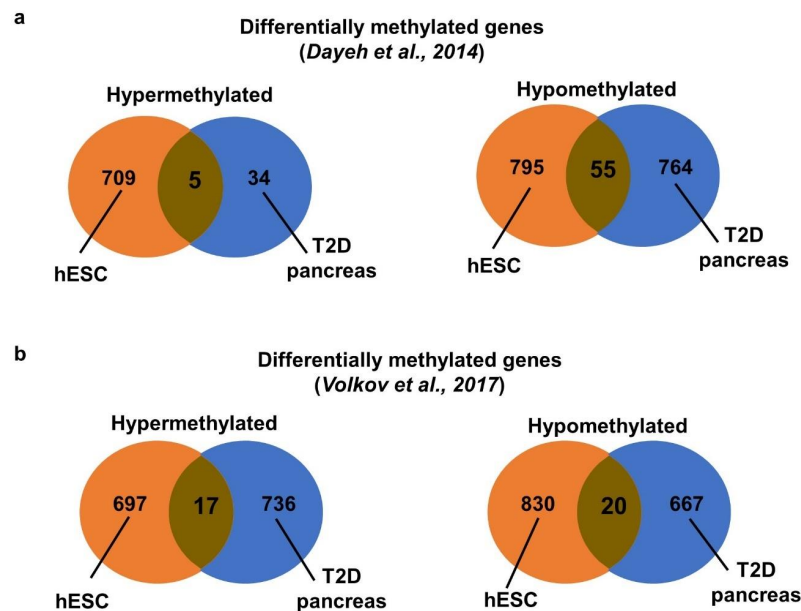 a
Differentially methylated genes
(Dayeh et al., 2014)
Hypermethylated
709 5 34
hESC
T2D
pancreas
Hypomethylated
795 55 764
hESC
T2D
pancreas
b
Differentially methylated genes
(Volkov et al., 2017)
Hypermethylated
697 17 736
hESC
T2D
pancreas
Hypomethylated
830 20 667
hESC
T2D
pancreas